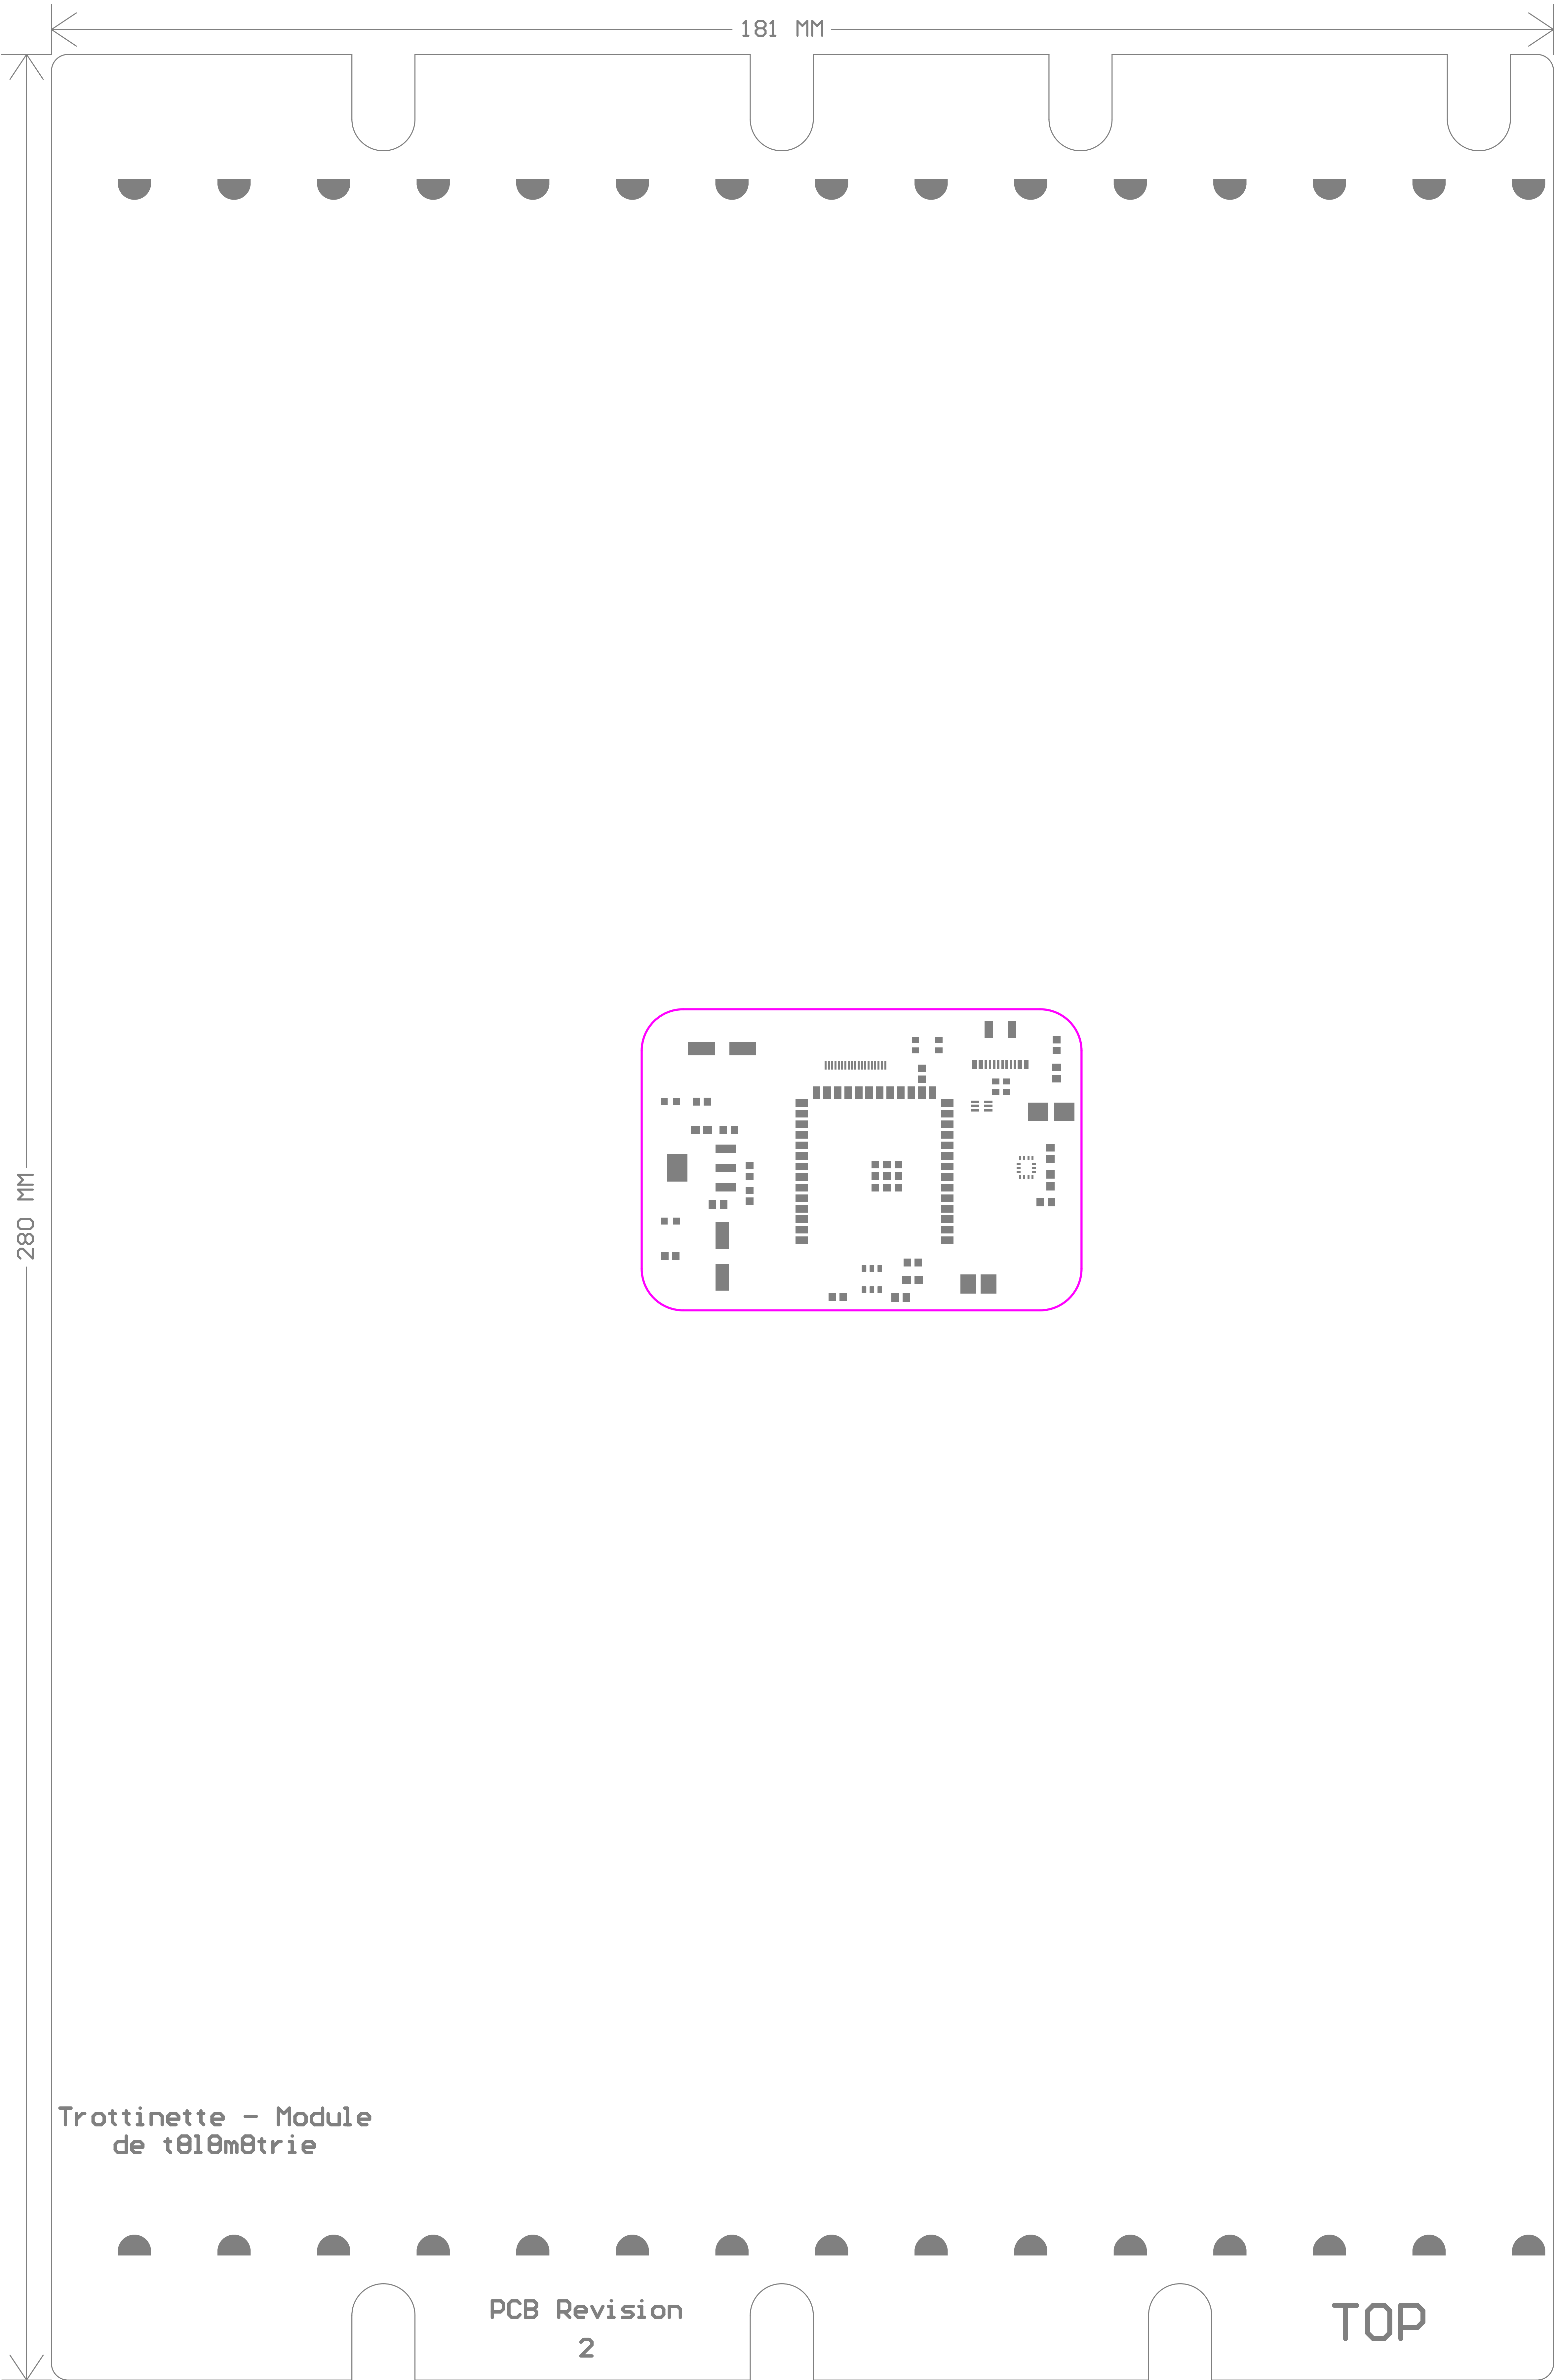 181 MM
280 MM
Trottinette - Module
de t8l8m8trie
PCB Revision
2
TOP